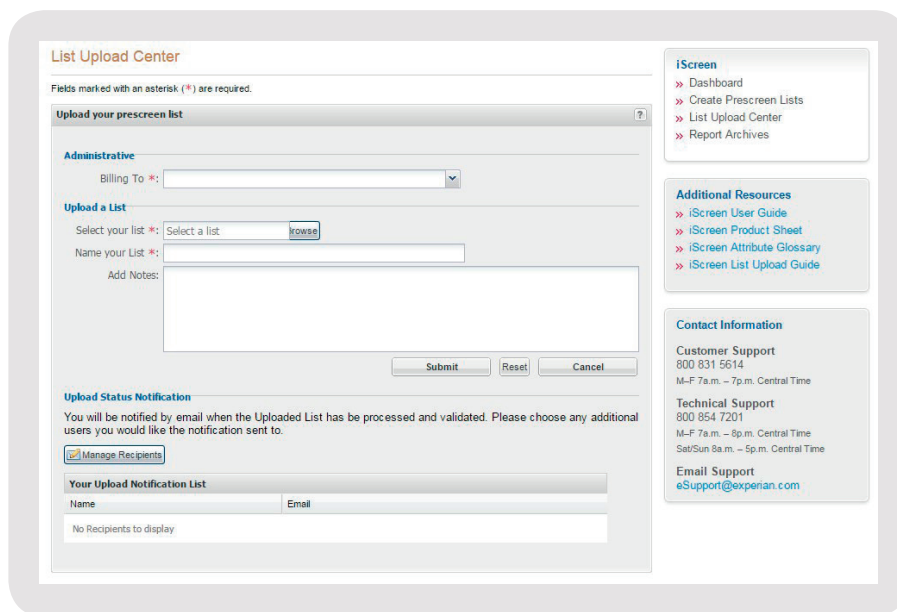 List Upload Center
Fields marked with an asterisk (*) are required.
Upload your prescreen list
?
Administrative
Billing To *:
Upload a List
Select your list *: Select a list rowse
Name your List *:
Add Notes:
Submit Reset Cancel
Upload Status Notification
You will be notified by email when the Uploaded List has be processed and validated. Please choose any additional
users you would like the notification sent to.
Manage Recipients
Your Upload Notification List
Name Email
No Recipients to display
iScreen
» Dashboard
» Create Prescreen Lists
» List Upload Center
» Report Archives
Additional Resources
» iScreen User Guide
» iScreen Product Sheet
» iScreen Attribute Glossary
» iScreen List Upload Guide
Contact Information
Customer Support
800 831 5614
M–F 7a.m. – 7p.m. Central Time
Technical Support
800 854 7201
M–F 7a.m. – 8p.m. Central Time
Sat/Sun 8a.m. – 5p.m. Central Time
Email Support
eSupport@experian.com